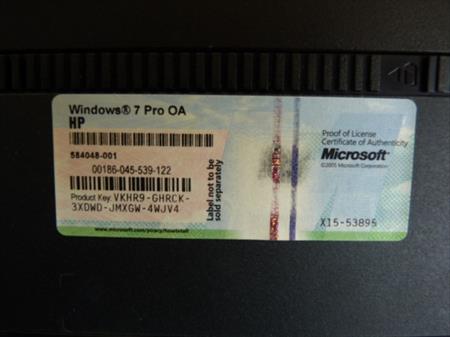 Windows® 7 Pro OA
HP
584048-001
00186-045-539-122
Product Key: VKHR9-GHRCK-
3XDWD-JMXGW-4WJV4
www.microsoft.com/piracy/howtotell
Label not to be
sold separately
Proof of License
Certificate of Authenticity
Microsoft®
©2005 Microsoft Corporation
X15-53895